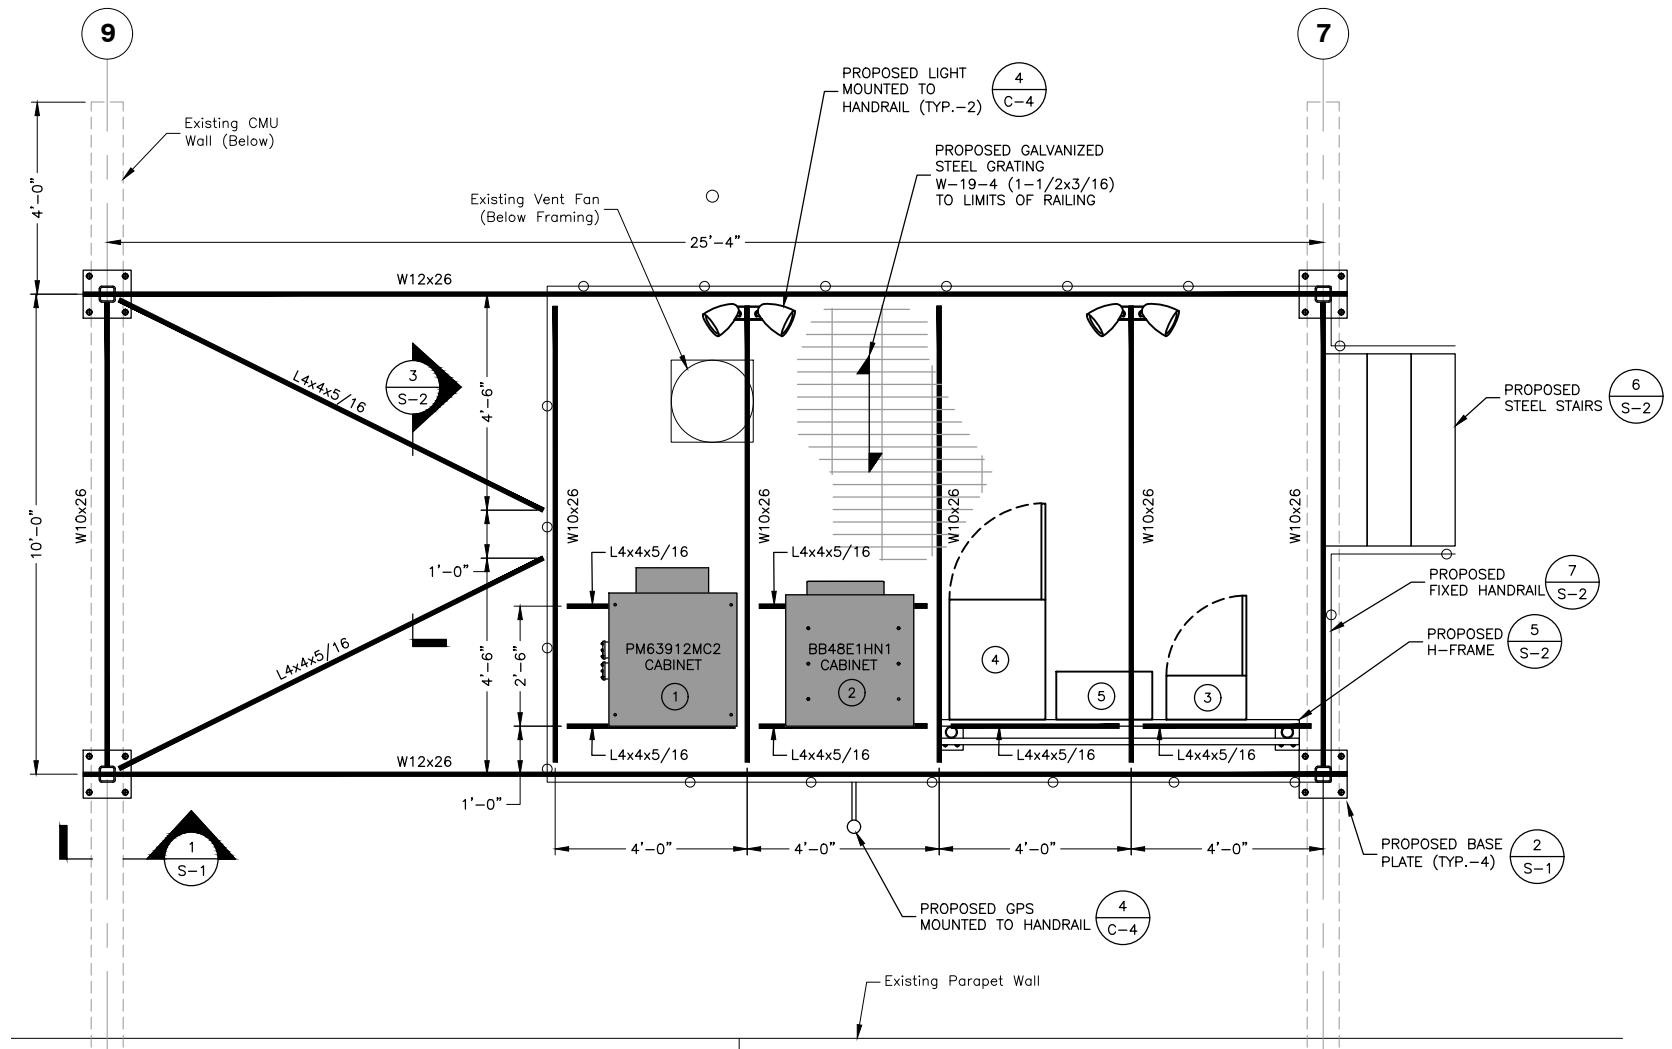 9
7
PROPOSED LIGHT
MOUNTED TO
HANDRAIL (TYP.-2)
4
C-4
Existing CMU
Wall (Below)
PROPOSED GALVANIZED
STEEL GRATING
W-19-4 (1-1/2x3/16)
TO LIMITS OF RAILING
Existing Vent Fan
(Below Framing)
4'-0"
25'-4"
W12x26
3
S-2
L4x4x5/16
4'-6"
6
S-2
PROPOSED
STEEL STAIRS
10'-0"
W10x26
W10x26
W10x26
W10x26
W10x26
W10x26
1'-0"
L4x4x5/16
L4x4x5/16
PROPOSED
FIXED HANDRAIL
7
S-2
PROPOSED
H-FRAME
5
S-2
L4x4x5/16
4'-6"
2'-6"
PM63912MC2
CABINET
1
BB48E1HN1
CABINET
2
4
5
3
W12x26
L4x4x5/16
L4x4x5/16
L4x4x5/16
L4x4x5/16
1'-0"
1
S-1
4'-0"
4'-0"
4'-0"
4'-0"
PROPOSED BASE
PLATE (TYP.-4)
2
S-1
PROPOSED GPS
MOUNTED TO HANDRAIL
4
C-4
Existing Parapet Wall